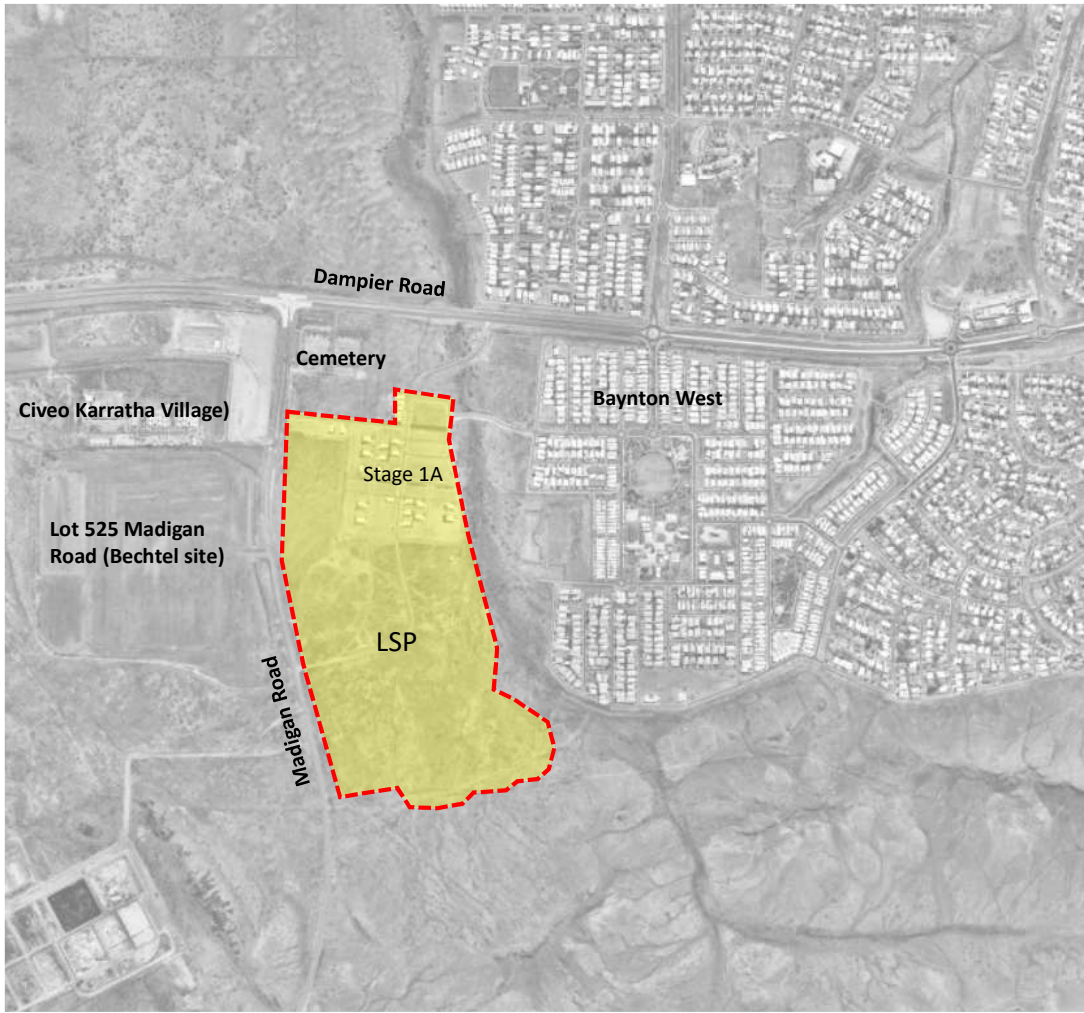 Dampier Road
Cemetery
Civeo Karratha Village)
Baynton West
Stage 1A
Lot 525 Madigan
Road (Bechtel site)
LSP
Madigan Road